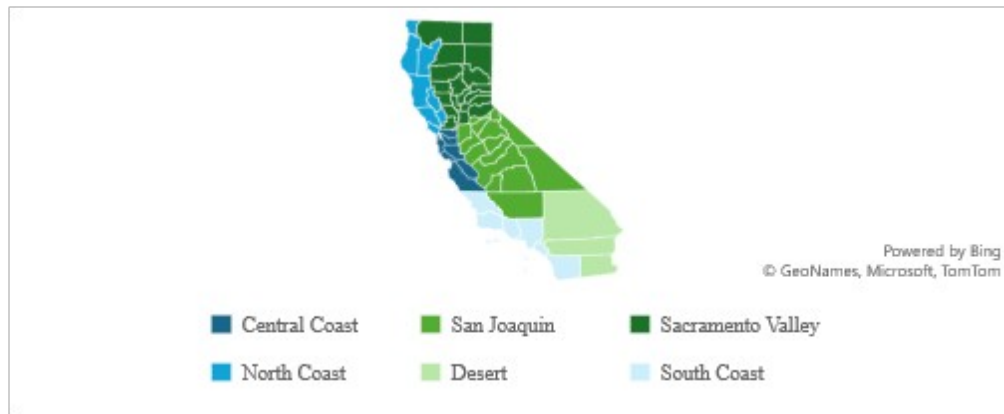 Powered by Bing
© GeoNames, Microsoft, TomTom
Central Coast
San Joaquin
Sacramento Valley
North Coast
Desert
South Coast